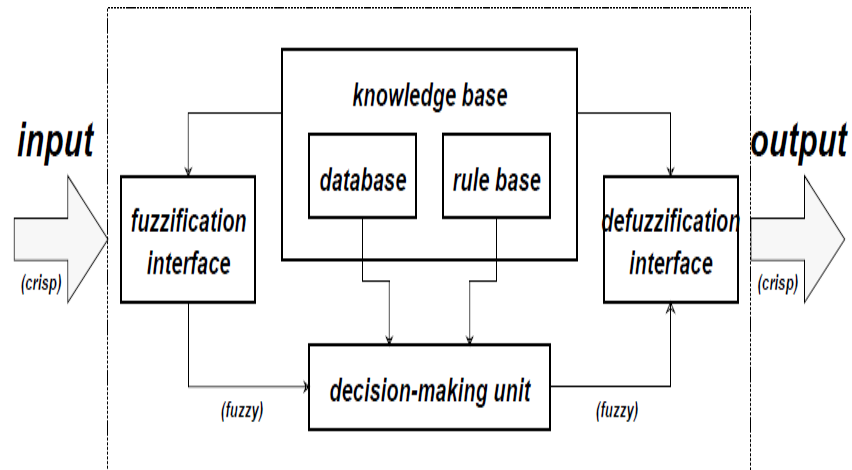 knowledge base
input
output
database
rule base
fuzzification
interface
defuzzification
interface
(crisp)
(crisp)
decision-making unit
(fuzzy)
(fuzzy)